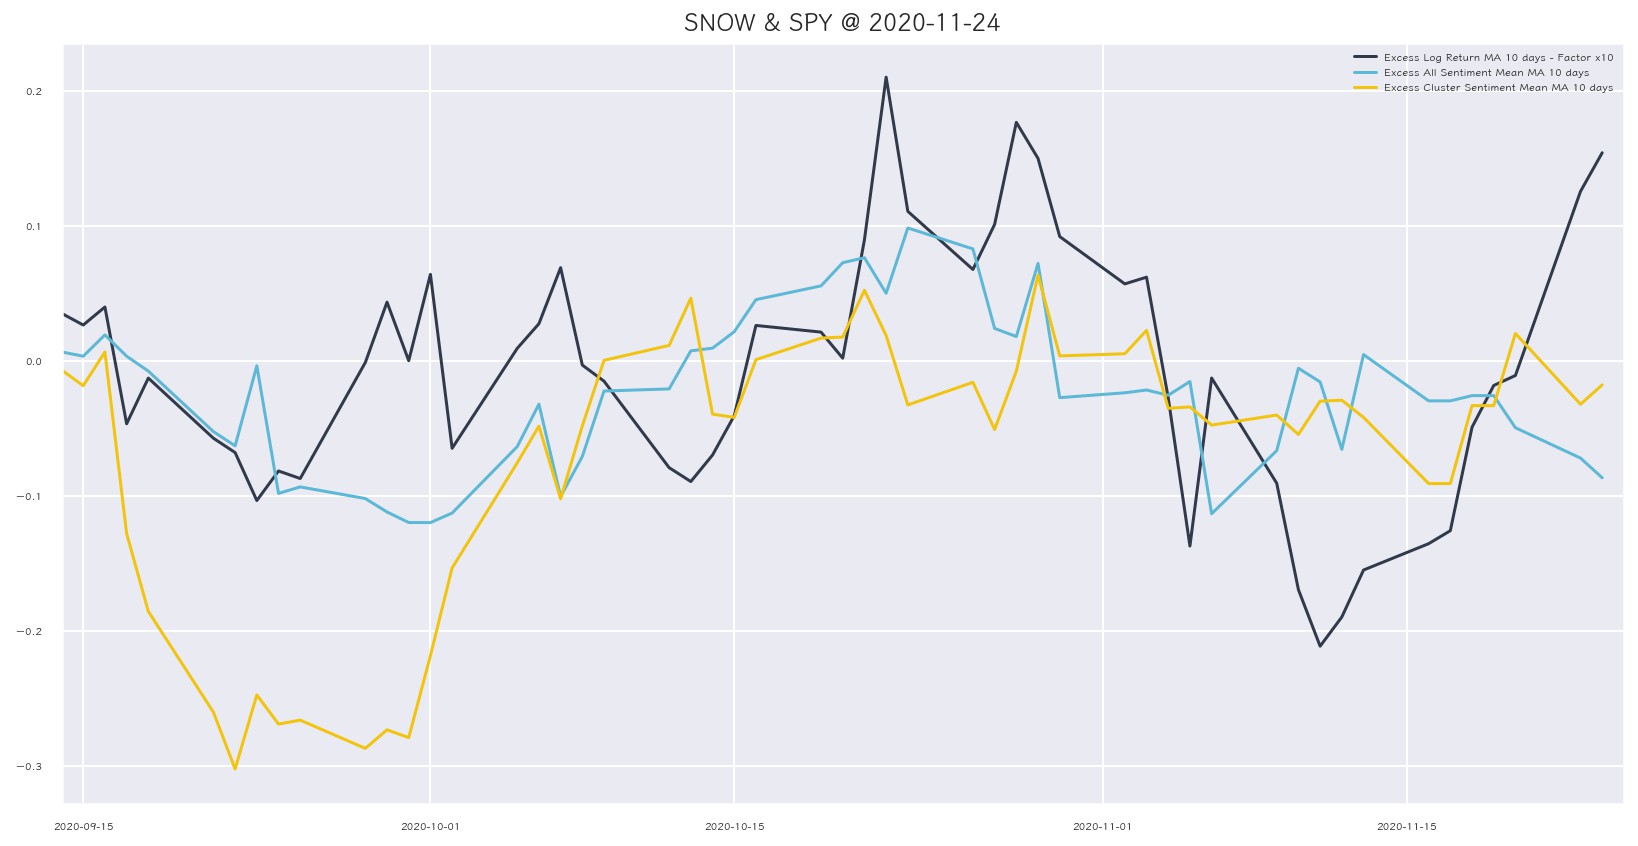 SNOW & SPY @ 2020-11-24
Excess Log Return MA 10 days - Factor x10
Excess All Sentiment Mean MA 10 days
Excess Cluster Sentiment Mean MA 10 days
0.2
0.1
0.0
−0.1
−0.2
−0.3
2020-09-15
2020-10-01
2020-10-15
2020-11-01
2020-11-15